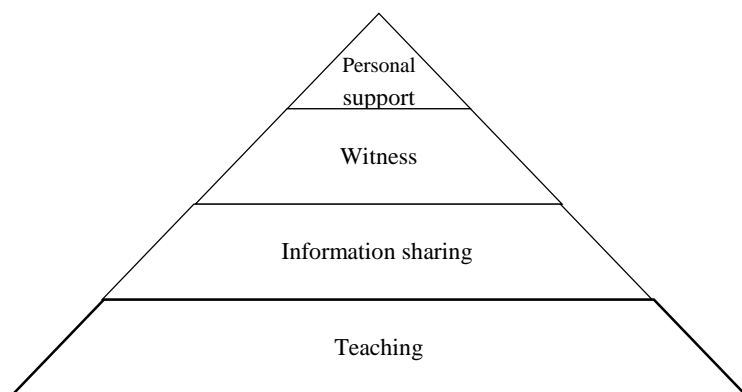 Personal
support
Witness
Information sharing
Teaching